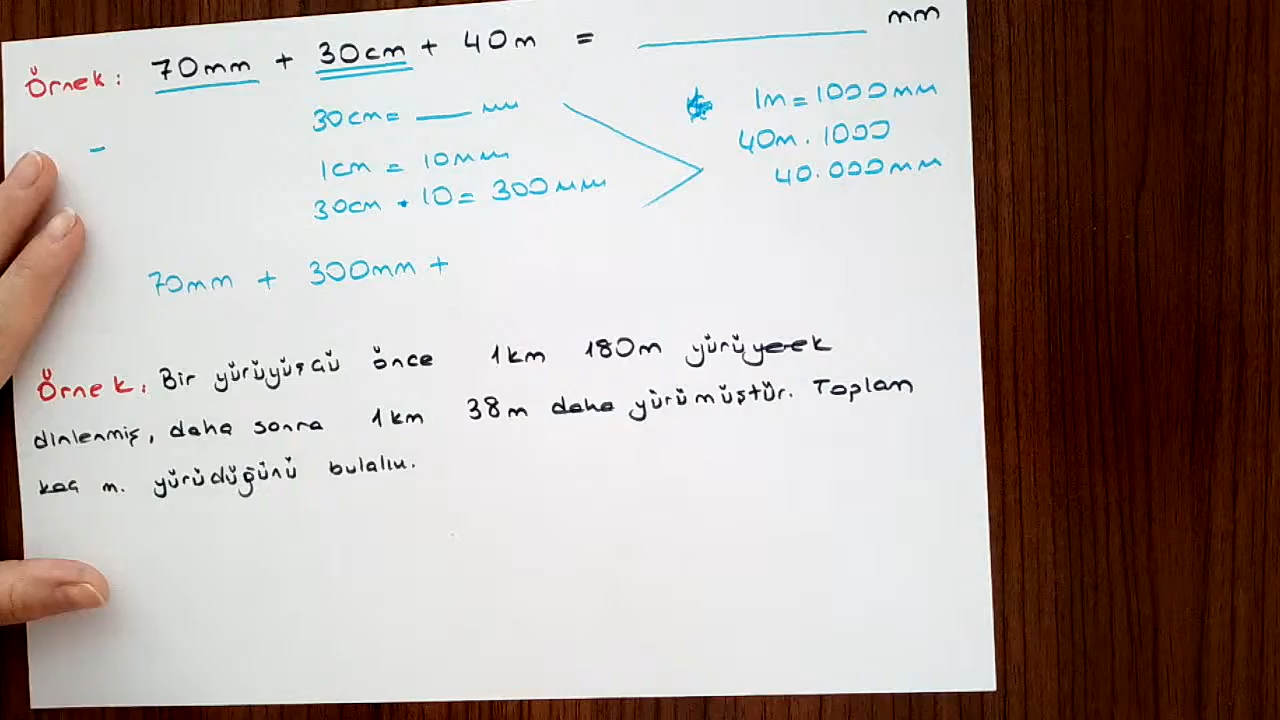 Örnek: 70mm + 30cm + 40m = ________ mm
30cm = ___ mm
1cm = 10mm
30cm . 10 = 300mm
1m = 1000mm
40m . 1000
40.000mm
70mm + 300mm +
Örnek: Bir yürüyüşçü önce 1km 180m yürüyerek
dinlenmiş, daha sonra 1km 38m daha yürümüştür. Toplam
kaç m. yürüdüğünü bulalım.